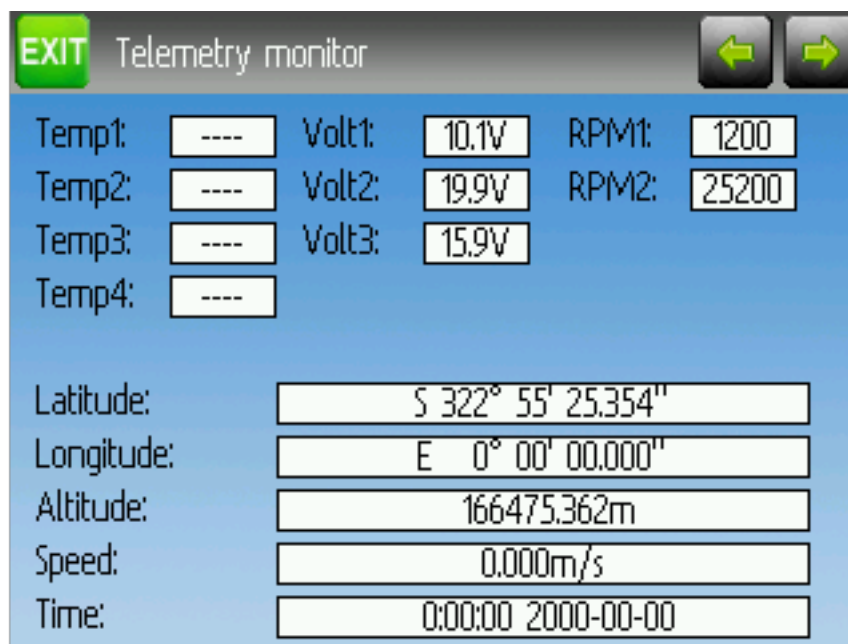 EXIT Telemetry monitor
Temp1: ---- Volt1: 10.1V RPM1: 1200
Temp2: ---- Volt2: 19.9V RPM2: 25200
Temp3: ---- Volt3: 15.9V
Temp4: ----
Latitude: S 322° 55' 25.354"
Longitude: E 0° 00' 00.000"
Altitude: 166475.362m
Speed: 0.000m/s
Time: 0:00:00 2000-00-00